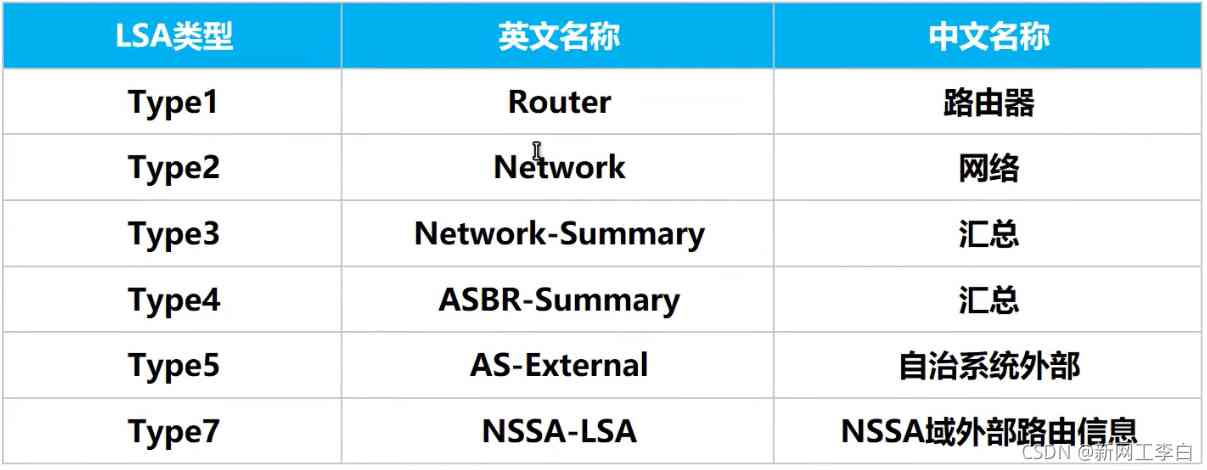 LSA类型 英文名称 中文名称
Type1 Router 路由器
Type2 Network 网络
Type3 Network-Summary 汇总
Type4 ASBR-Summary 汇总
Type5 AS-External 自治系统外部
Type7 NSSA-LSA NSSA域外部路由信息
CSDN @新网工李白